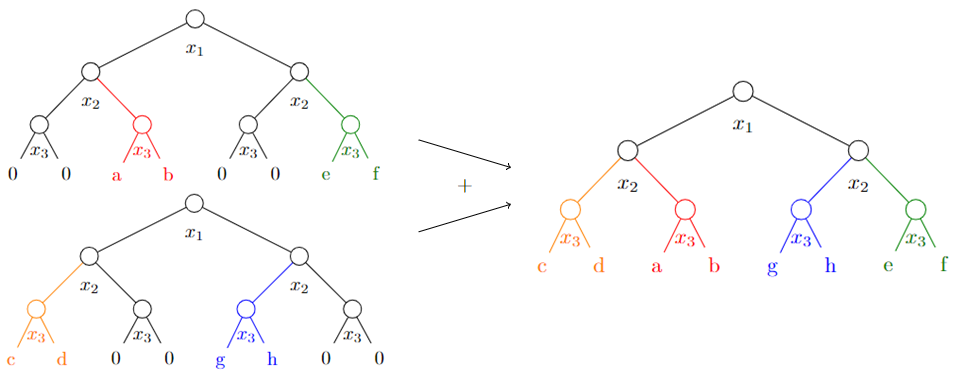 x₁
x₂ x₂
x₃ x₃ x₃ x₃
0 0 a b 0 0 e f
x₁
x₂ x₂
x₃ x₃ x₃ x₃
c d 0 0 g h 0 0
+
x₁
x₂ x₂
x₃ x₃ x₃ x₃
c d a b g h e f